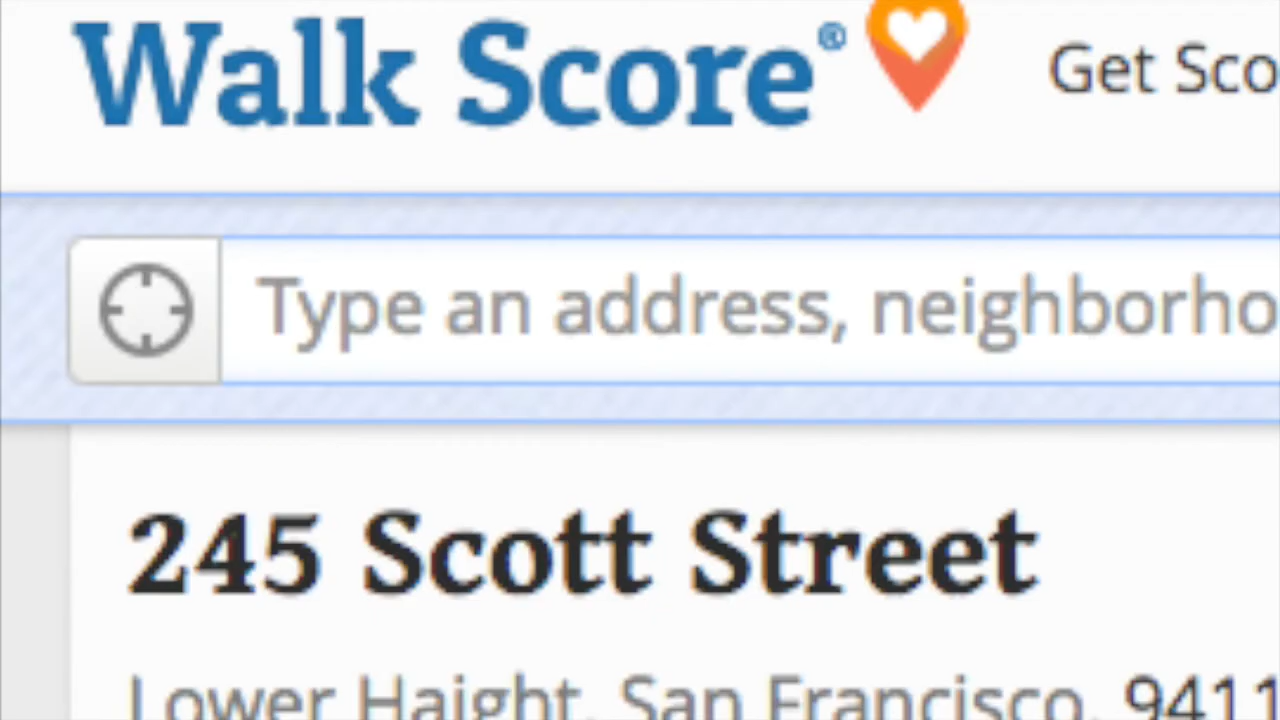 Walk Score®
Get Sco
Type an address, neighborho
245 Scott Street
Lower Haight, San Francisco, 9411